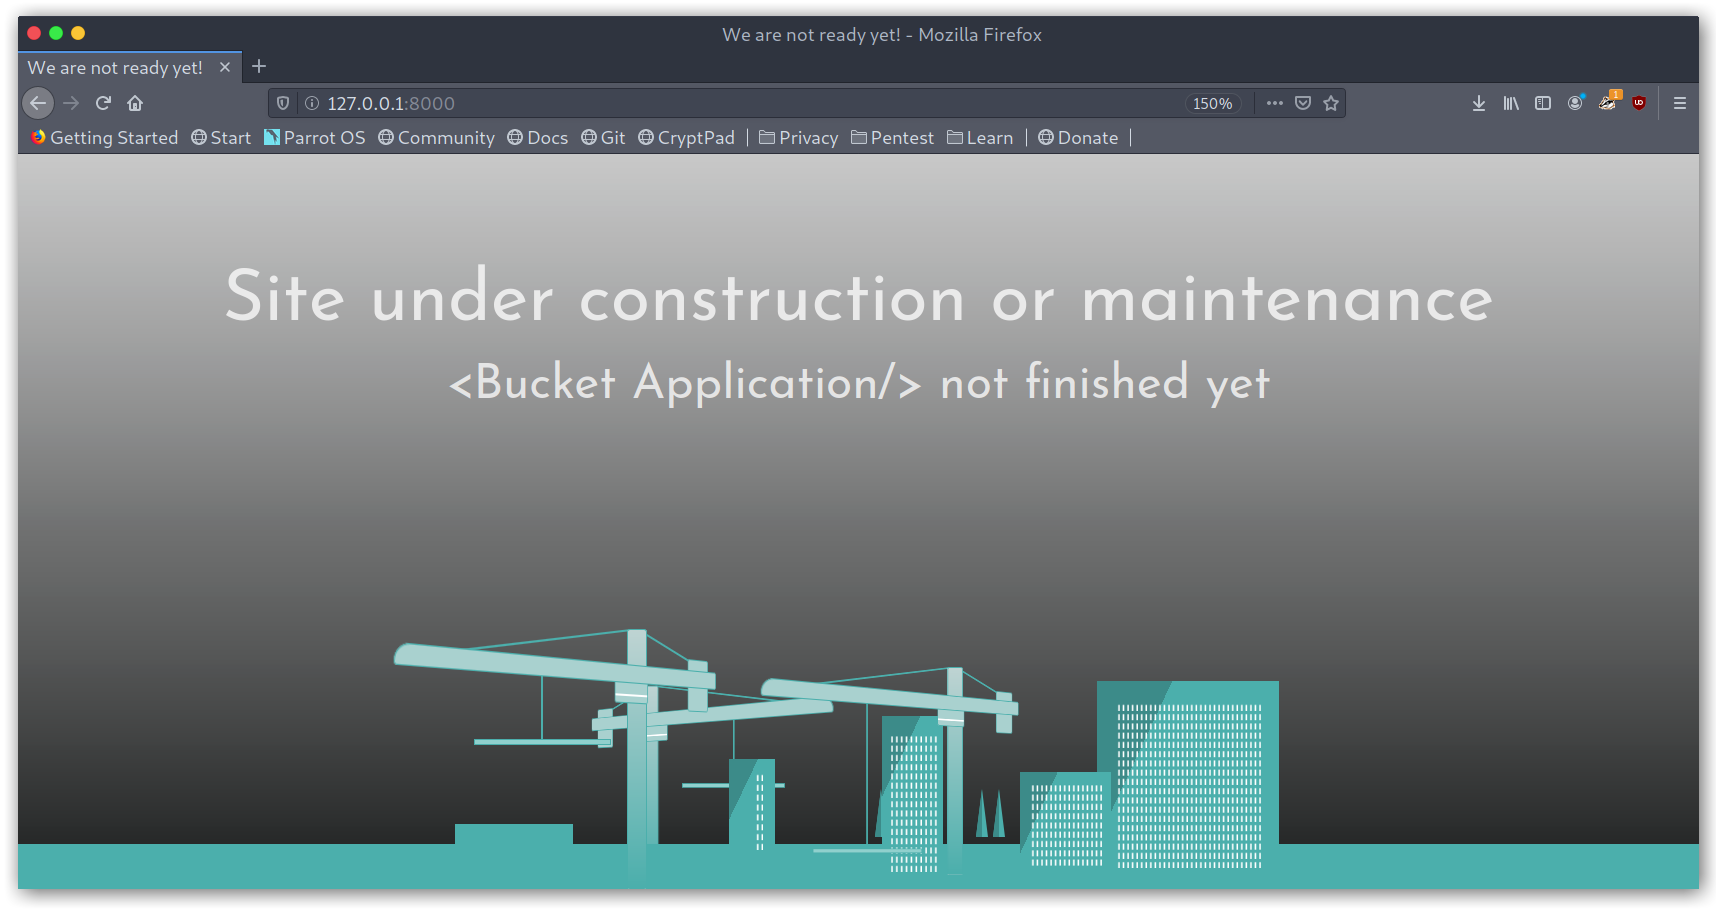 We are not ready yet! - Mozilla Firefox
We are not ready yet!
127.0.0.1:8000 150%
Getting Started Start Parrot OS Community Docs Git CryptPad Privacy Pentest Learn Donate
Site under construction or maintenance
<Bucket Application/> not finished yet